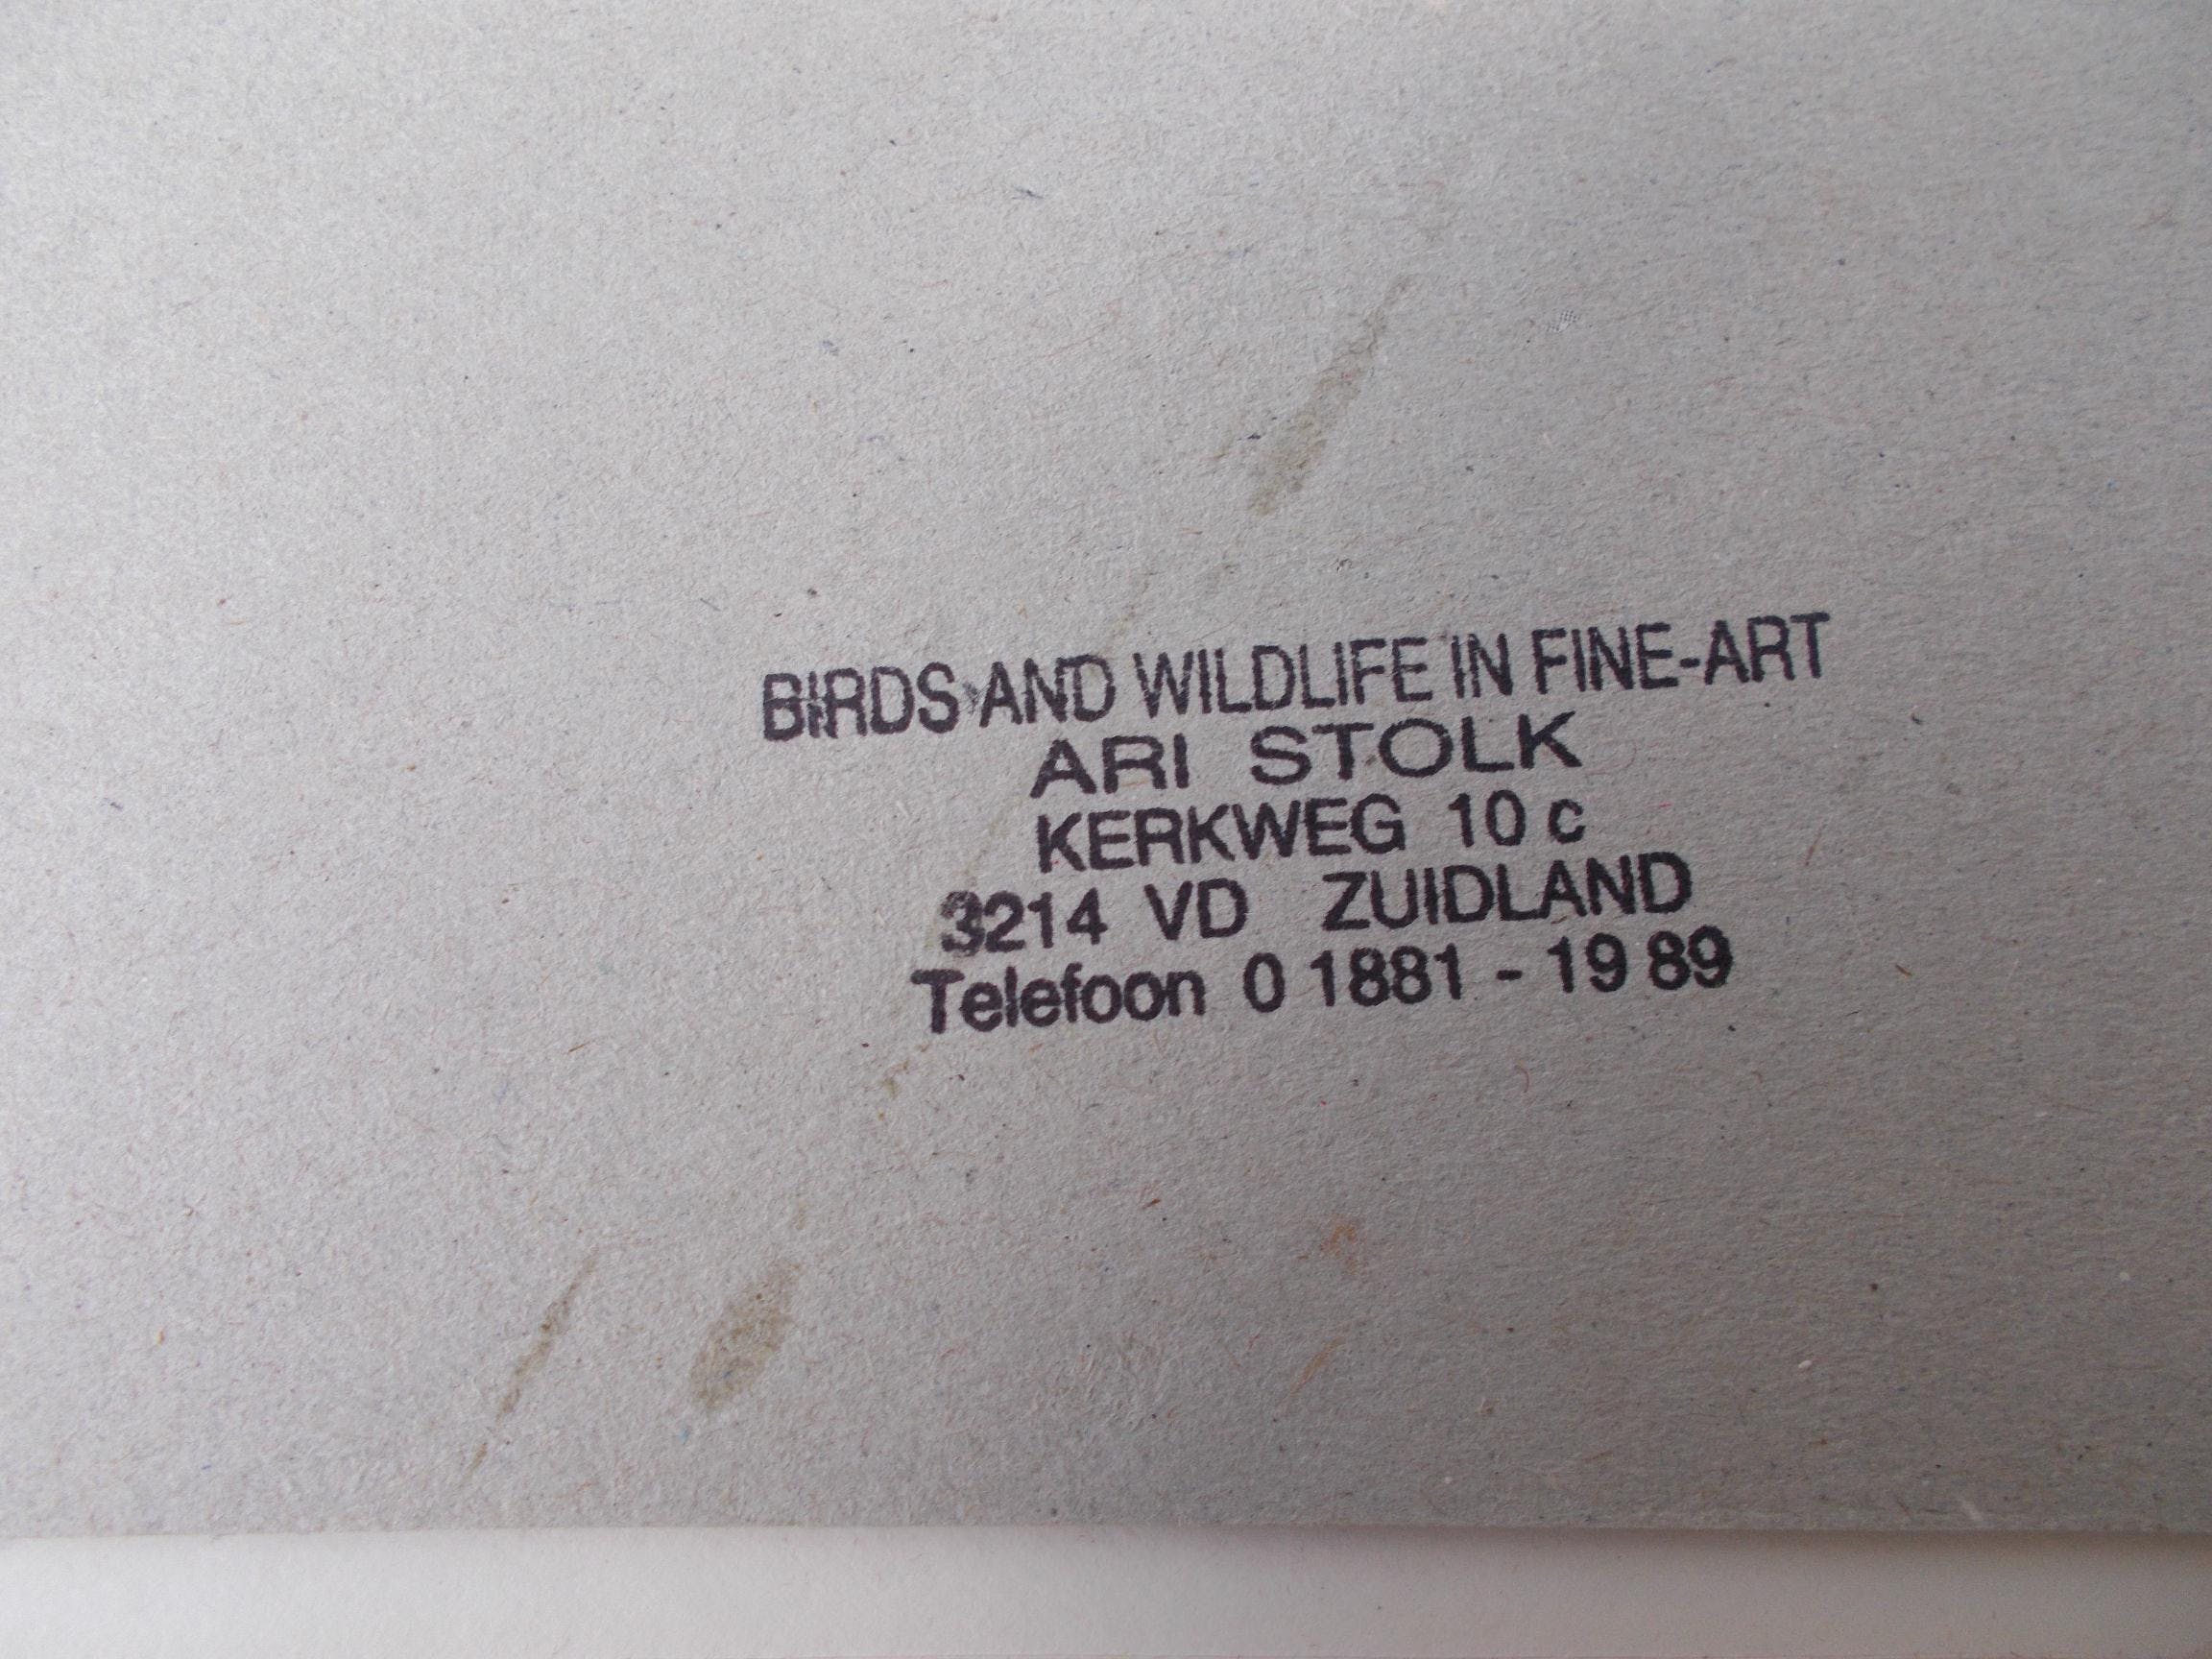 BIRDS AND WILDLIFE IN FINE-ART
ARI STOLK
KERKWEG 10 c
3214 VD ZUIDLAND
Telefoon 0 1881 - 19 89